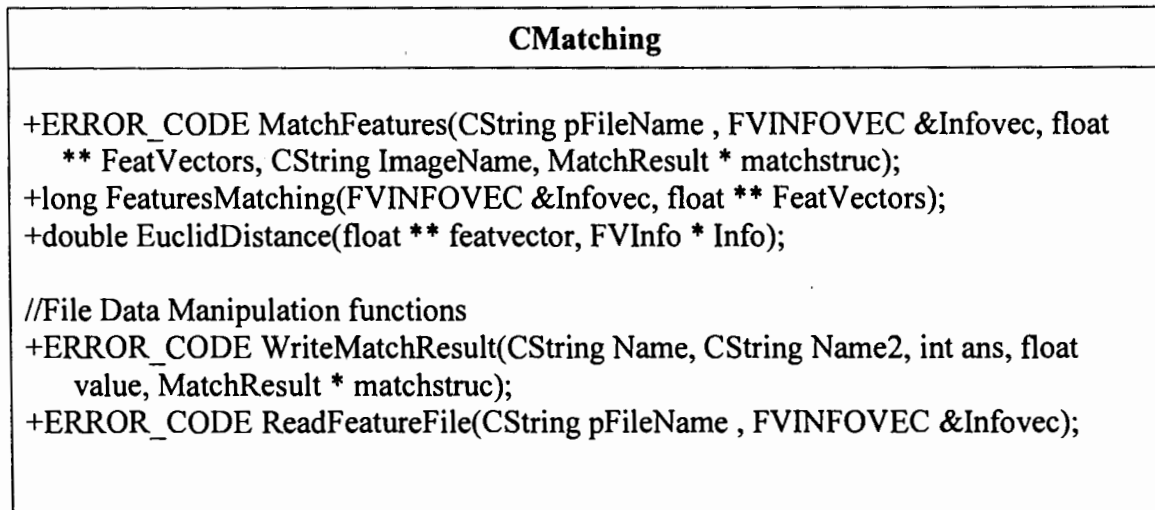 CMatching
+ERROR_CODE MatchFeatures(CString pFileName , FVINFOVEC &Infovec, float
** FeatVectors, CString ImageName, MatchResult * matchstruc);
+long FeaturesMatching(FVINFOVEC &Infovec, float ** FeatVectors);
+double EuclidDistance(float ** featvector, FVInfo * Info);
//File Data Manipulation functions
+ERROR_CODE WriteMatchResult(CString Name, CString Name2, int ans, float
value, MatchResult * matchstruc);
+ERROR_CODE ReadFeatureFile(CString pFileName , FVINFOVEC &Infovec);